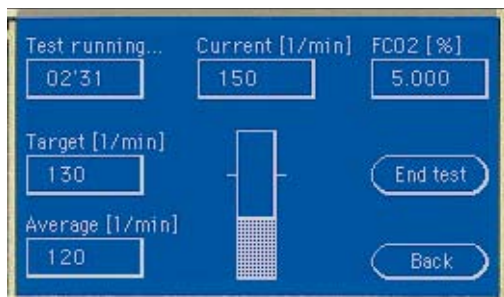 Test running... Current [l/min] FCO2 [%]
02'31 150 5.000
Target [l/min]
130 End test
Average [l/min]
120 Back